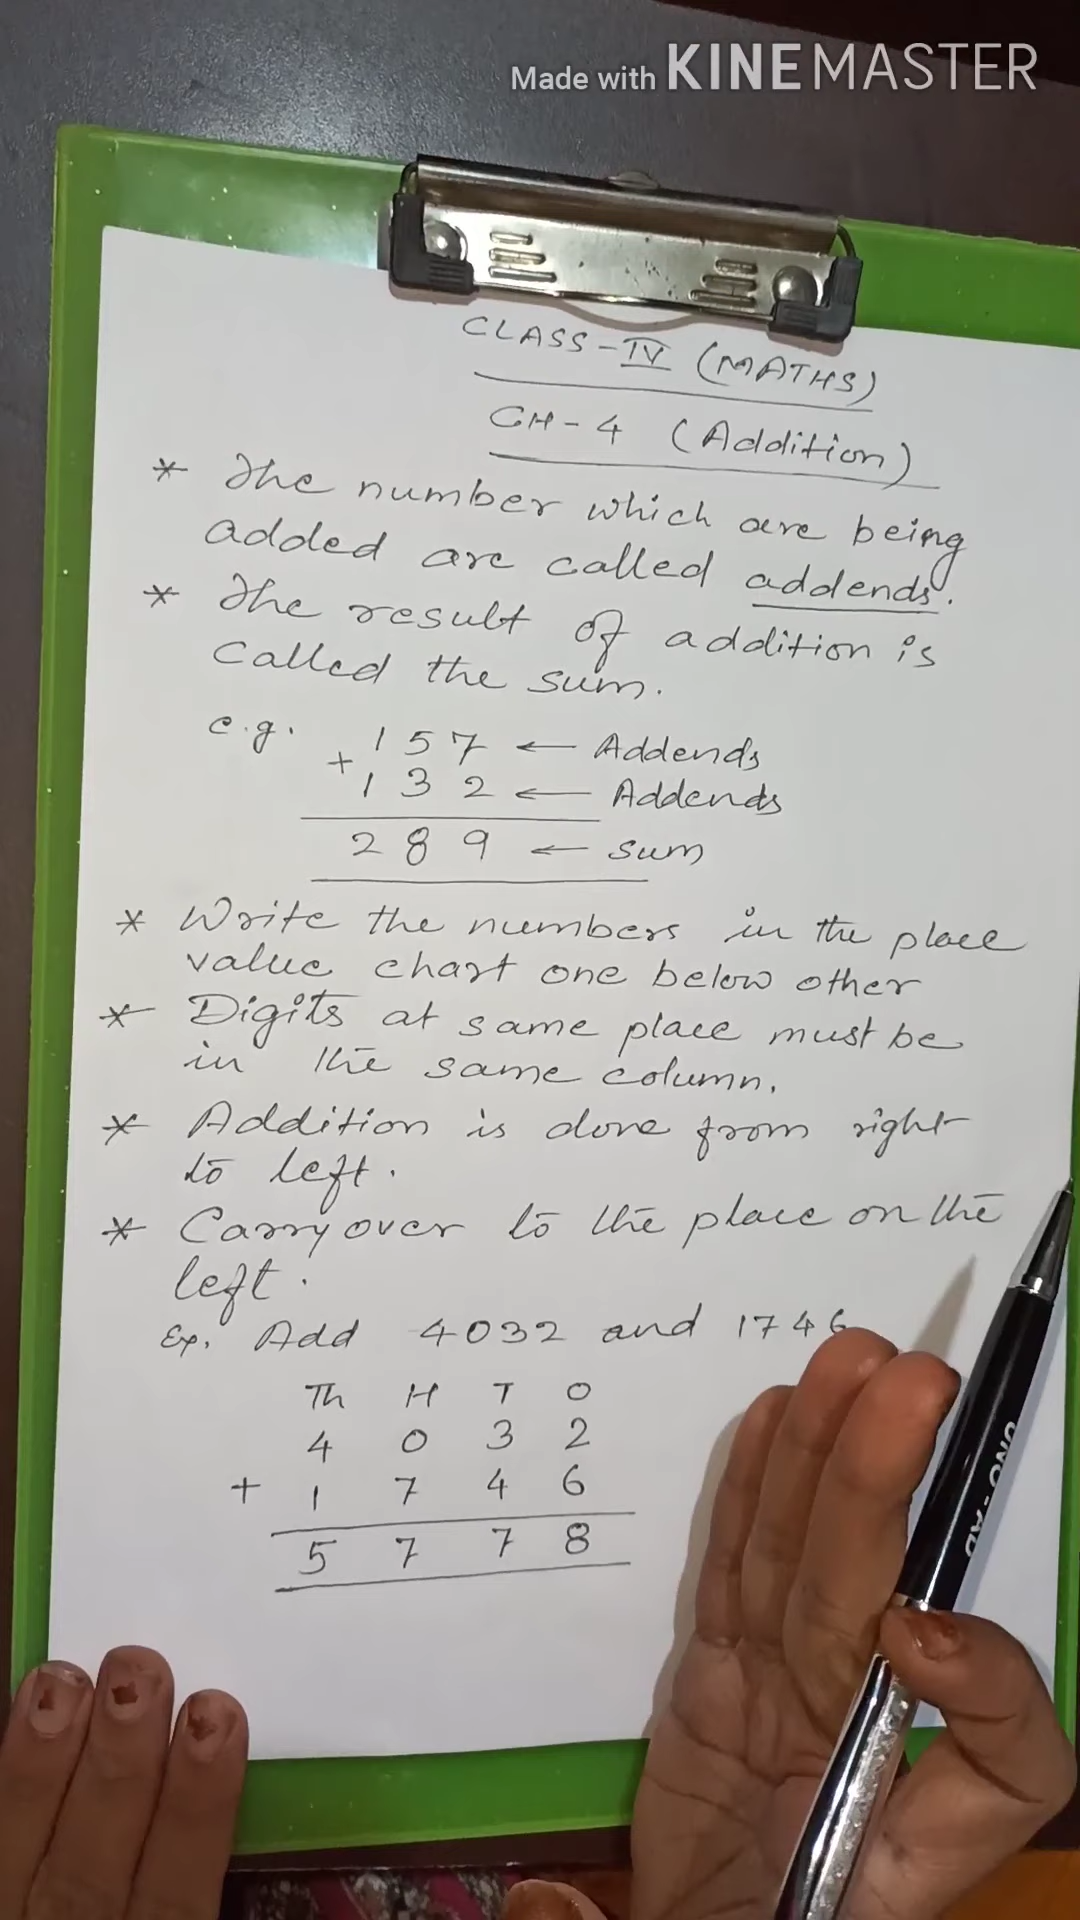 Made with KINEMASTER
CLASS-IV (MATHS)
CH-4 (Addition)
* The number which are being
added are called addends.
* The result of addition is
called the sum.
e.g. 157 ← Addends
+ 132 ← Addends
289 ← sum
* Write the numbers in the place
value chart one below other
* Digits at same place must be
in the same column.
* Addition is done from right
to left.
* Carryover to the place on the
left.
Ex. Add 4032 and 1746
Th H T O
4 0 3 2
+ 1 7 4 6
5 7 7 8